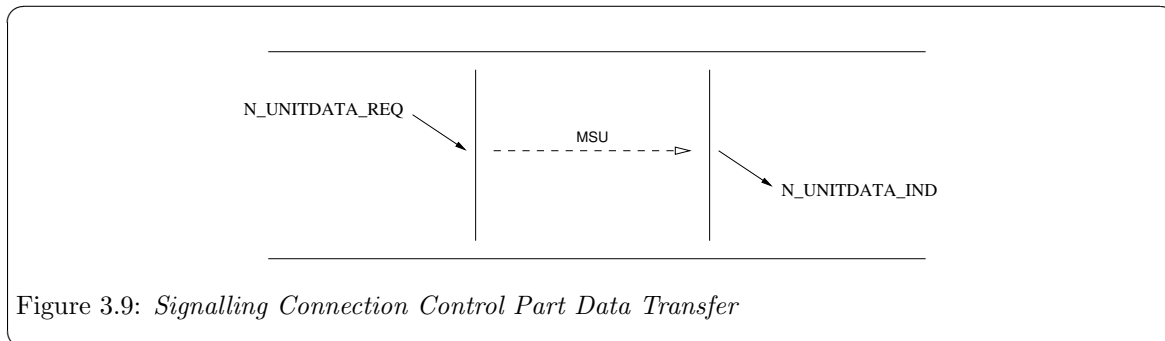 N_UNITDATA_REQ
MSU
N_UNITDATA_IND
Figure 3.9: Signalling Connection Control Part Data Transfer